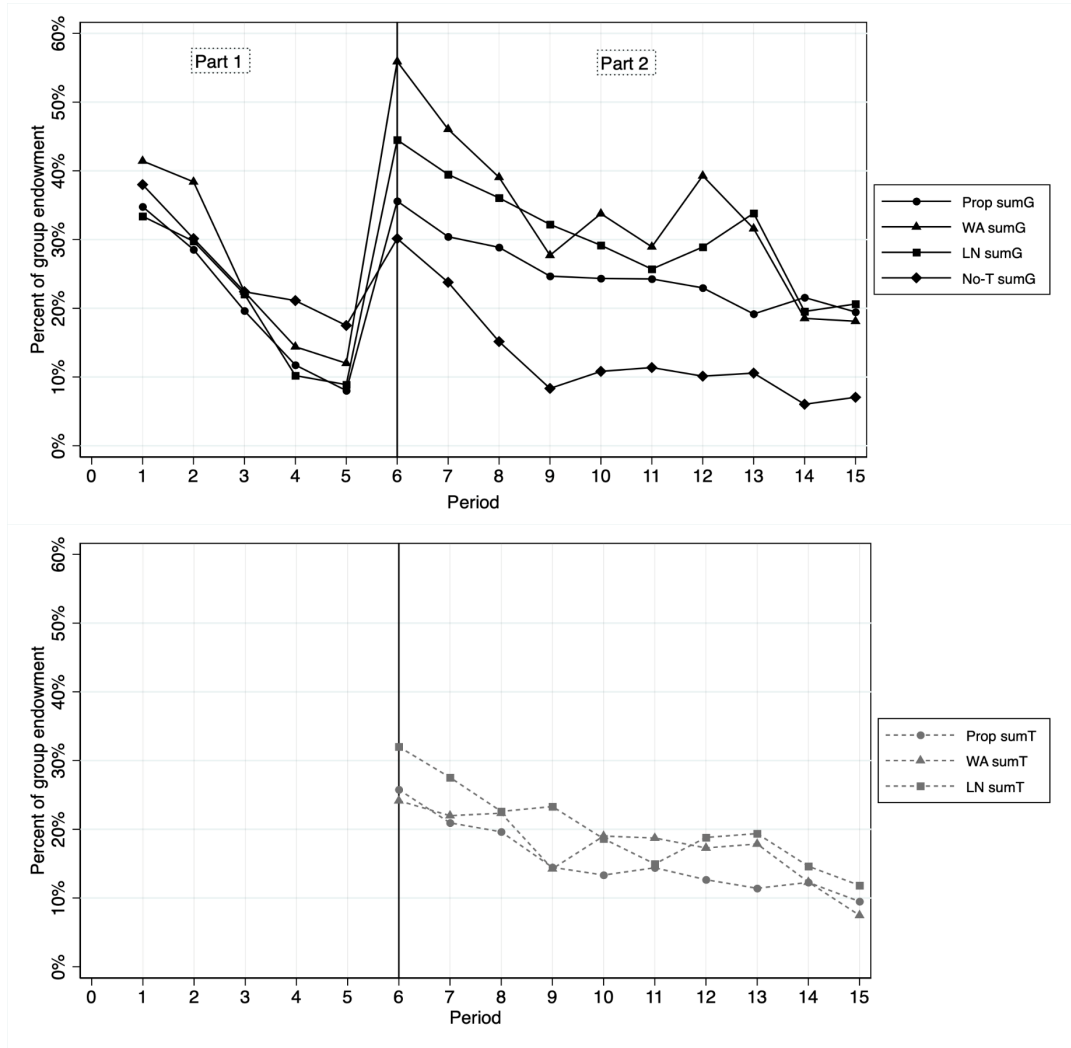 Part 1
Part 2
Percent of group endowment
60%
50%
40%
30%
20%
10%
0%
0 1 2 3 4 5 6 7 8 9 10 11 12 13 14 15
Period
Prop sumG
WA sumG
LN sumG
No-T sumG
Percent of group endowment
60%
50%
40%
30%
20%
10%
0%
0 1 2 3 4 5 6 7 8 9 10 11 12 13 14 15
Period
Prop sumT
WA sumT
LN sumT